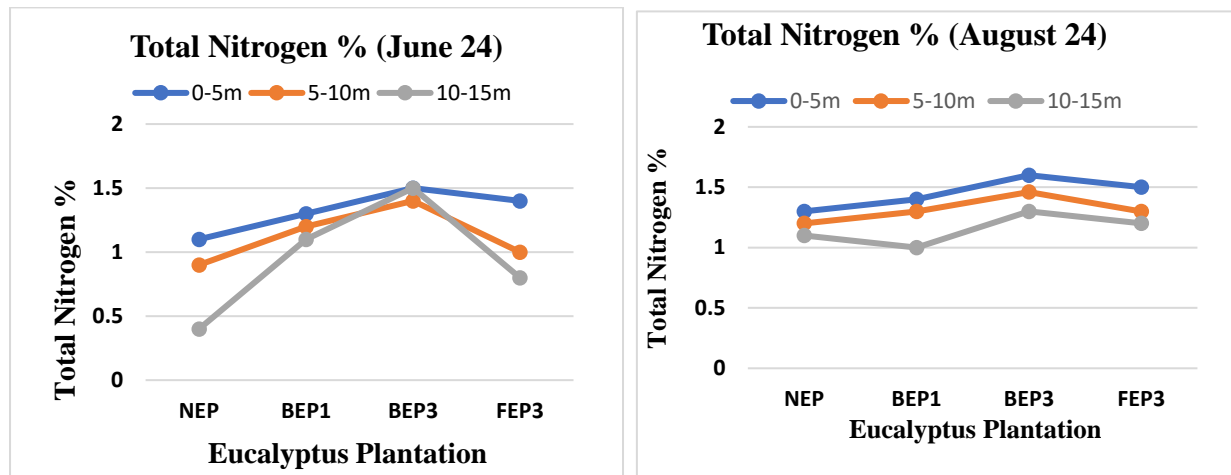 Total Nitrogen % (June 24)
0-5m 5-10m 10-15m
2
1.5
1
0.5
0
Total Nitrogen %
NEP BEP1 BEP3 FEP3
Eucalyptus Plantation
Total Nitrogen % (August 24)
0-5m 5-10m 10-15m
2
1.5
1
0.5
0
Total Nitrogen %
NEP BEP1 BEP3 FEP3
Eucalyptus Plantation